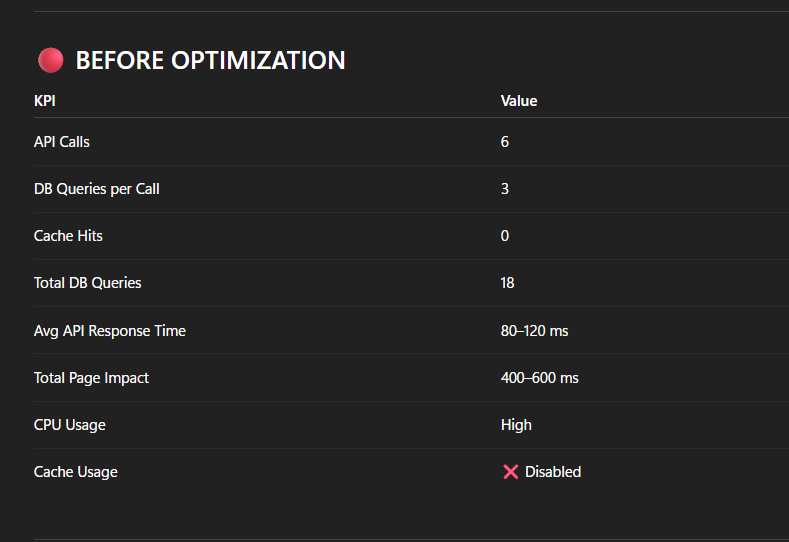 🔴 BEFORE OPTIMIZATION
KPI Value
API Calls 6
DB Queries per Call 3
Cache Hits 0
Total DB Queries 18
Avg API Response Time 80–120 ms
Total Page Impact 400–600 ms
CPU Usage High
Cache Usage ❌ Disabled